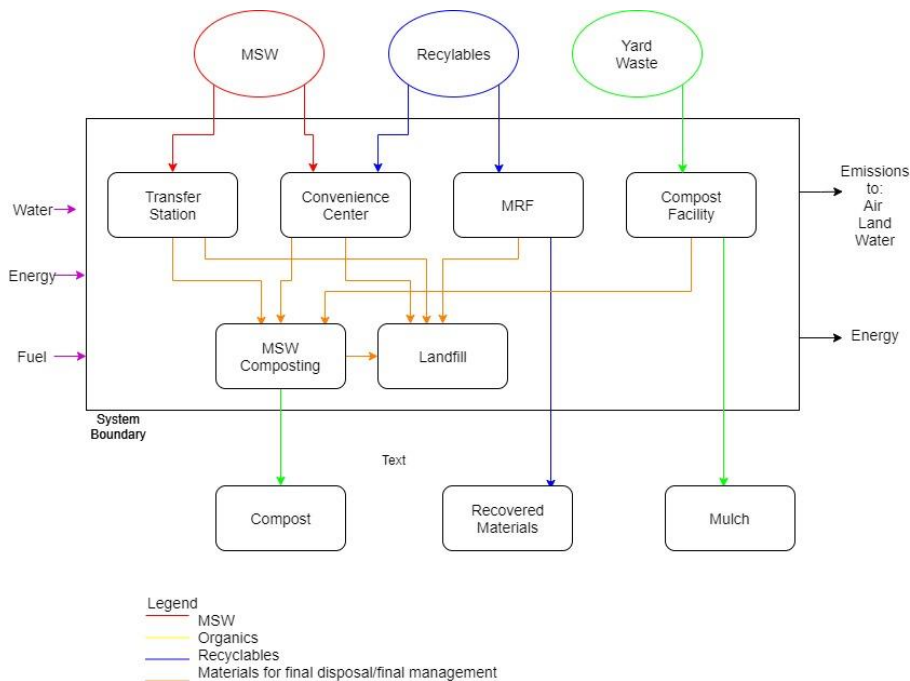 MSW
Recylables
Yard
Waste
Transfer
Station
Convenience
Center
MRF
Compost
Facility
Water
Energy
Fuel
Emissions
to:
Air
Land
Water
Energy
MSW
Composting
Landfill
System
Boundary
Text
Compost
Recovered
Materials
Mulch
Legend
MSW
Organics
Recyclables
Materials for final disposal/final management